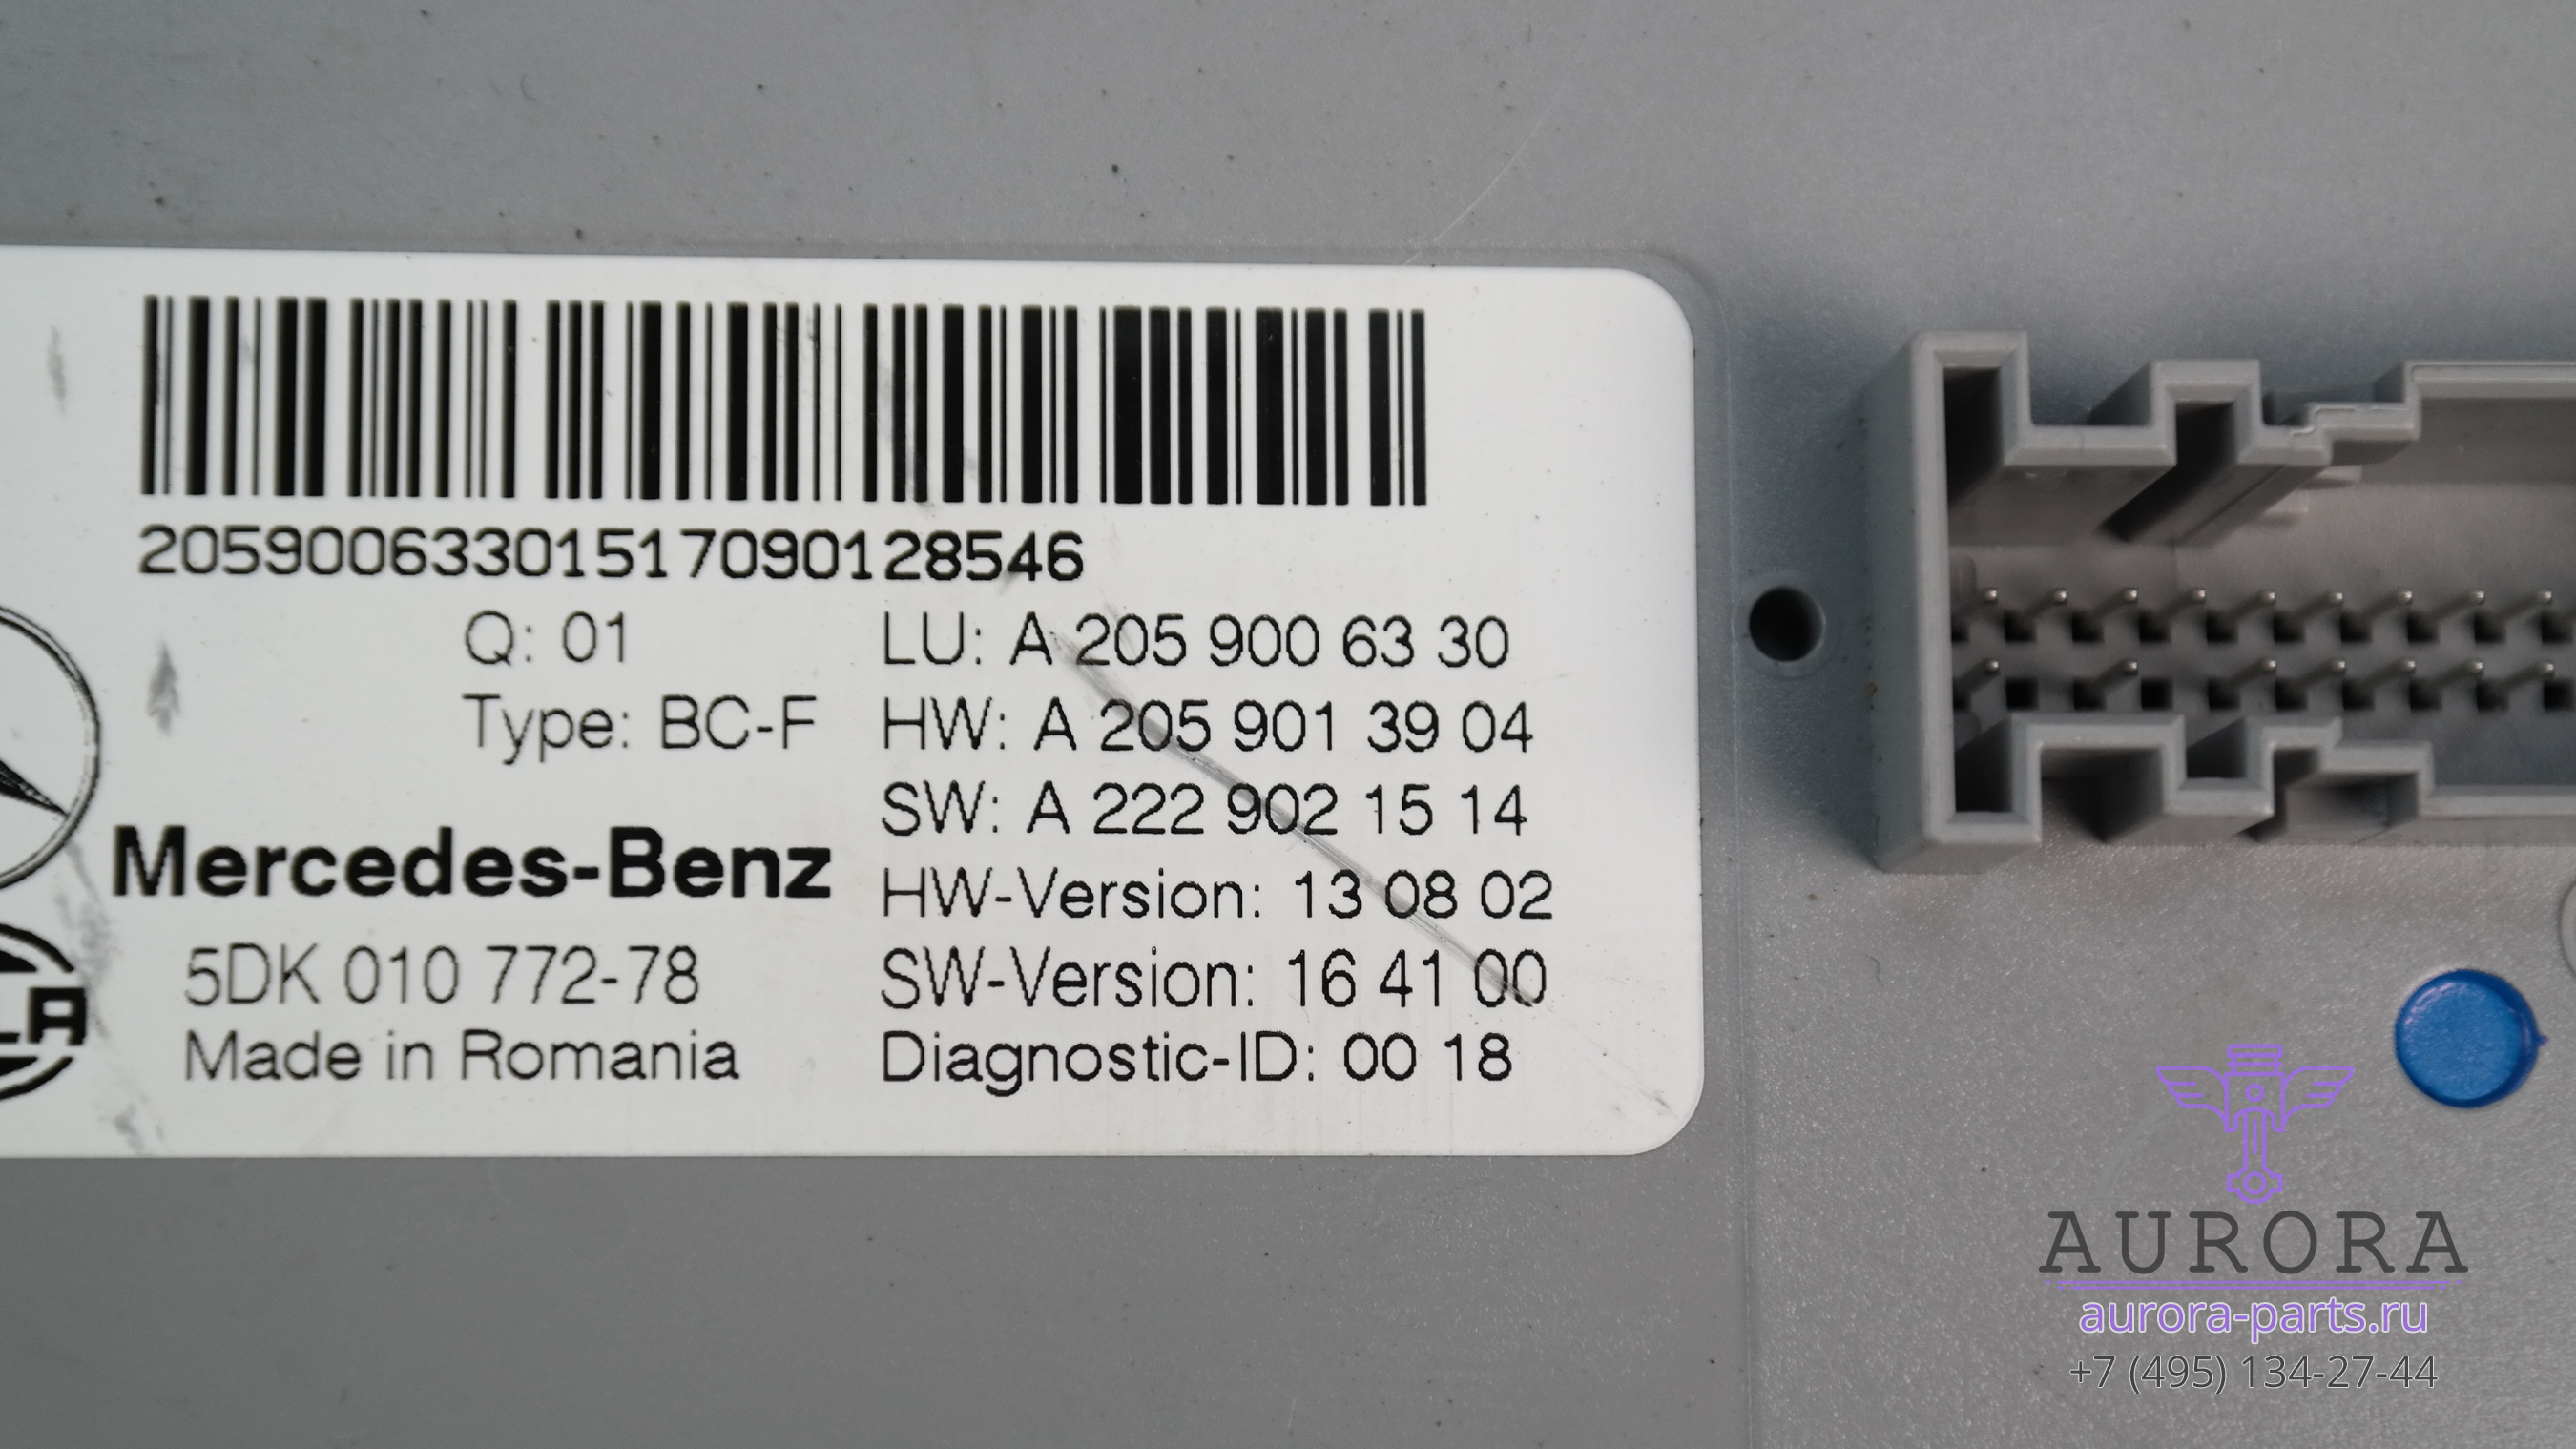 205900633015170901​28546
Q: 01
Type: BC-F
Mercedes-Benz
5DK 010 772-78
Made in Romania
LU: A 205 900 63 30
HW: A 205 901 39 04
SW: A 222 902 15 14
HW-Version: 13 08 02
SW-Version: 16 41 00
Diagnostic-ID: 00 18
AURORA
aurora-parts.ru
+7 (495) 134-27-44